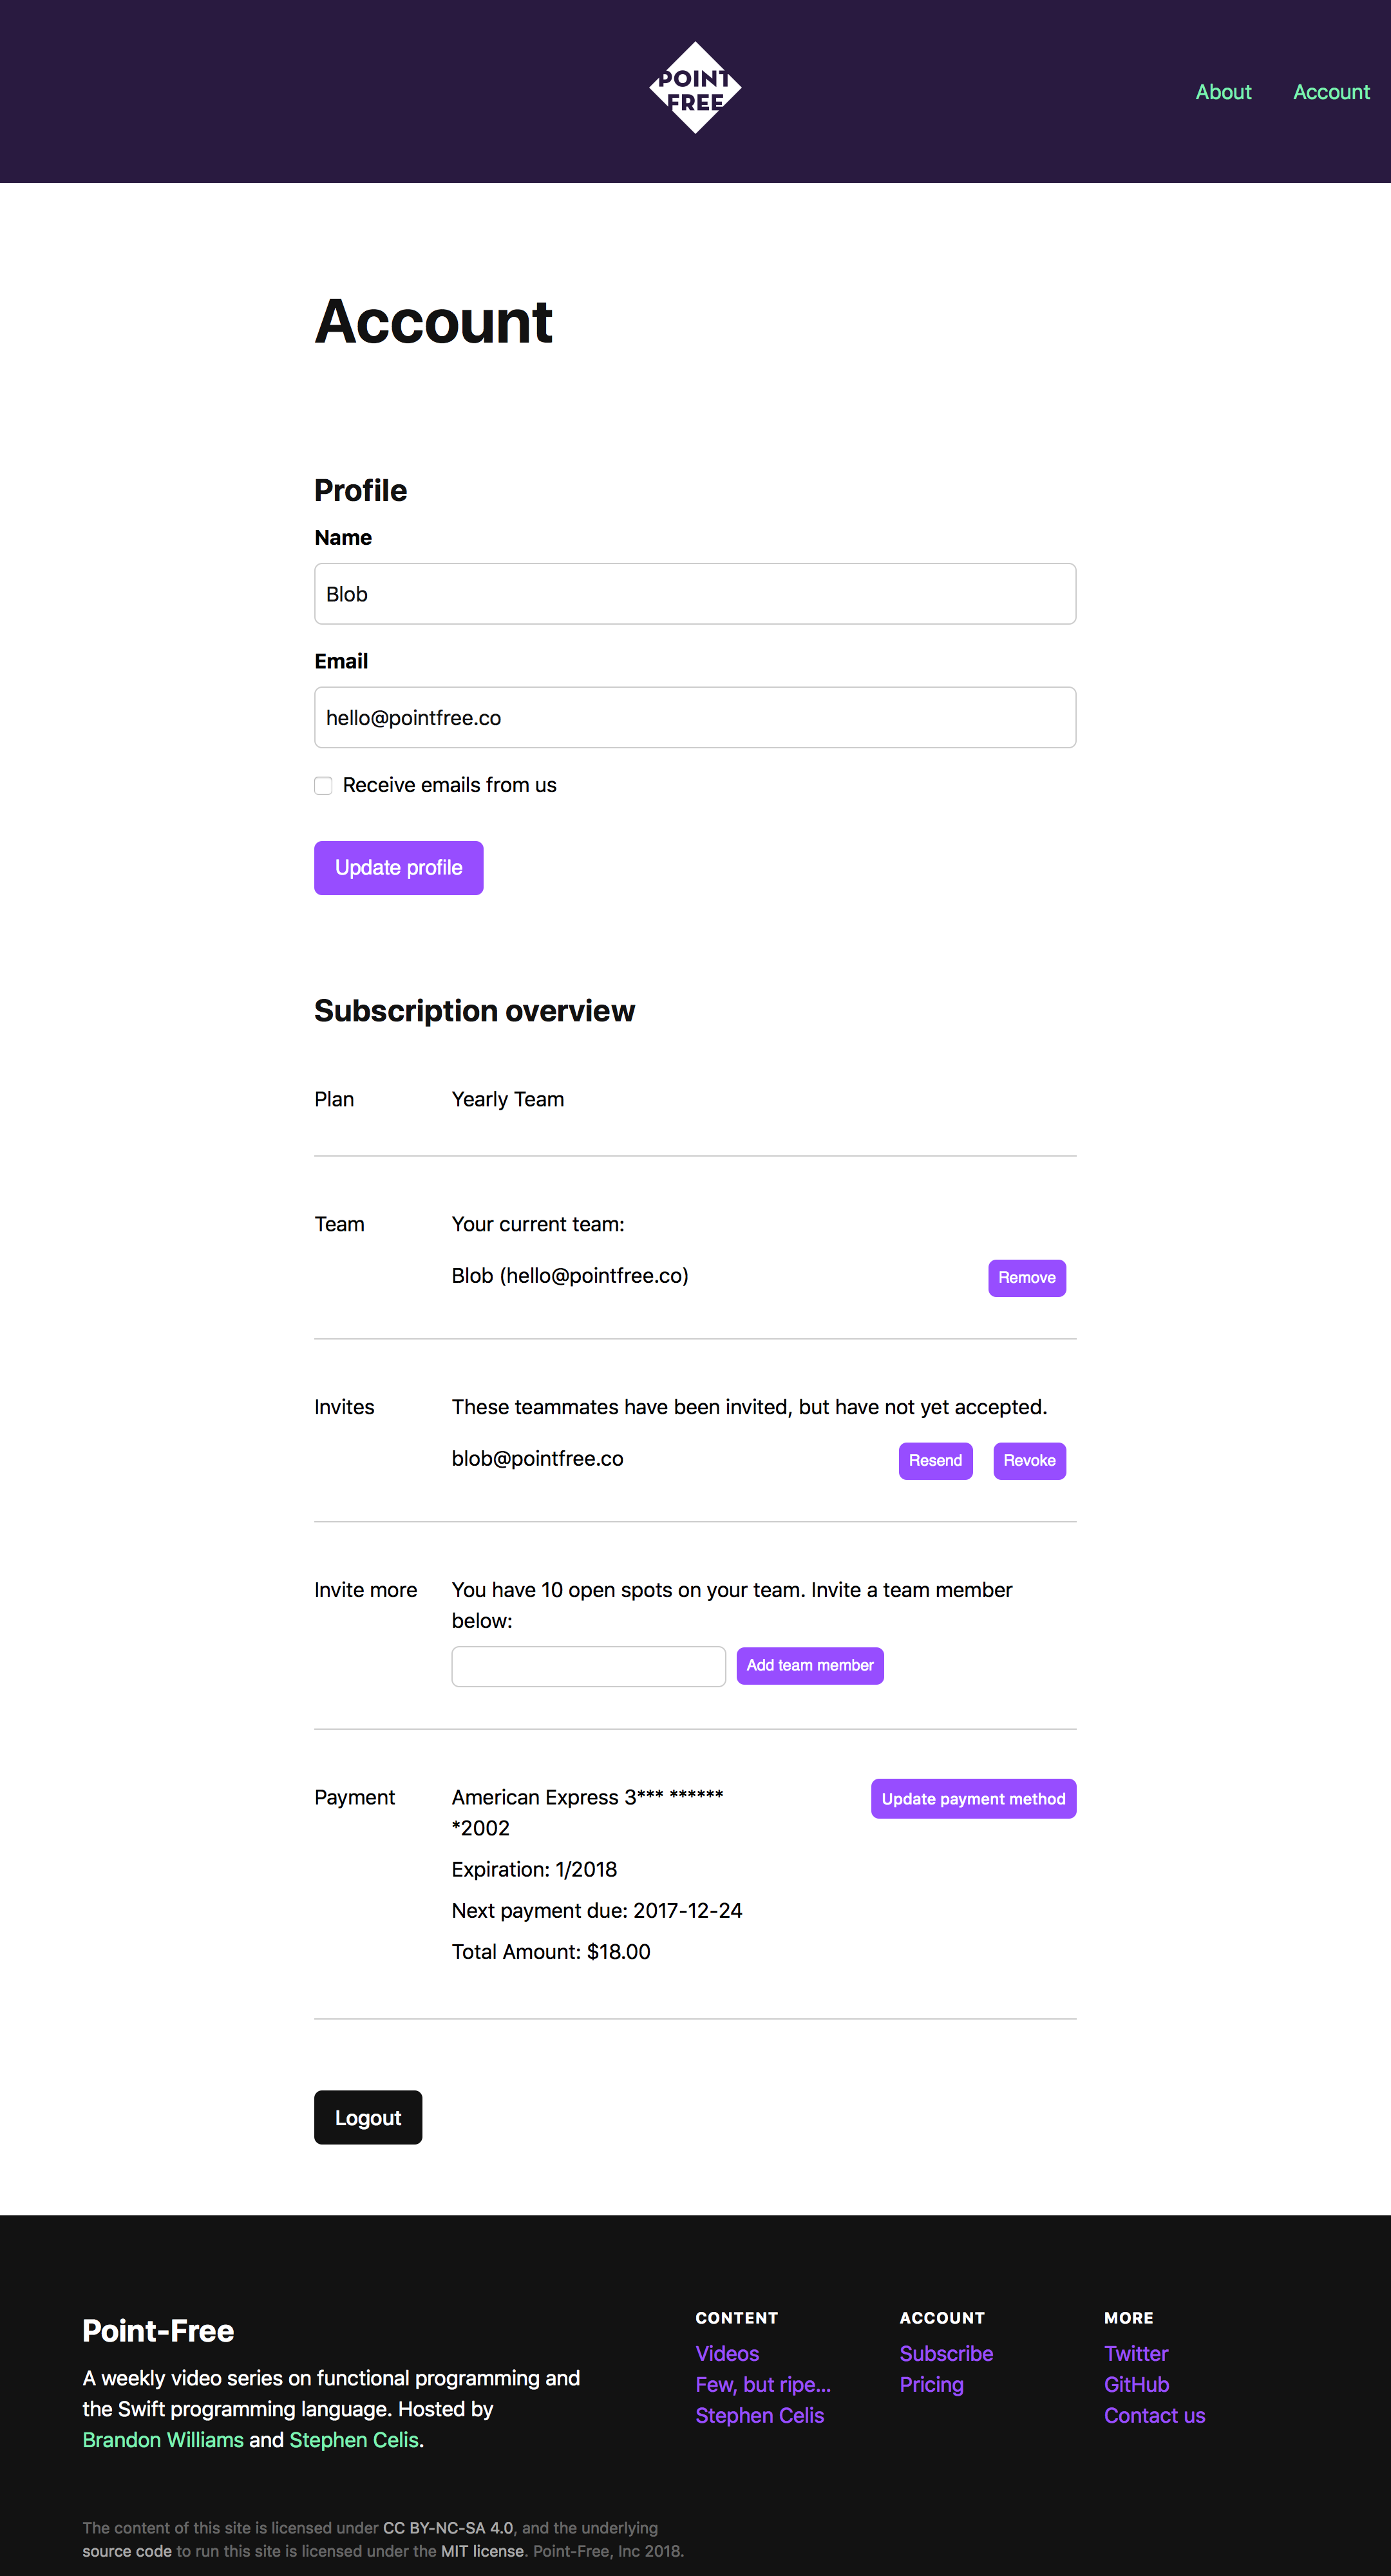 POINT
FREE
About Account
Account
Profile
Name
Blob
Email
hello@pointfree.co
Receive emails from us
Update profile
Subscription overview
Plan Yearly Team
Team Your current team:
Blob (hello@pointfree.co) Remove
Invites These teammates have been invited, but have not yet accepted.
blob@pointfree.co Resend Revoke
Invite more You have 10 open spots on your team. Invite a team member
below:
Add team member
Payment American Express 3*** ****** Update payment method
*2002
Expiration: 1/2018
Next payment due: 2017-12-24
Total Amount: $18.00
Logout
Point-Free
A weekly video series on functional programming and
the Swift programming language. Hosted by
Brandon Williams and Stephen Celis.
CONTENT
Videos
Few, but ripe...
Stephen Celis
ACCOUNT
Subscribe
Pricing
MORE
Twitter
GitHub
Contact us
The content of this site is licensed under CC BY-NC-SA 4.0, and the underlying
source code to run this site is licensed under the MIT license. Point-Free, Inc 2018.